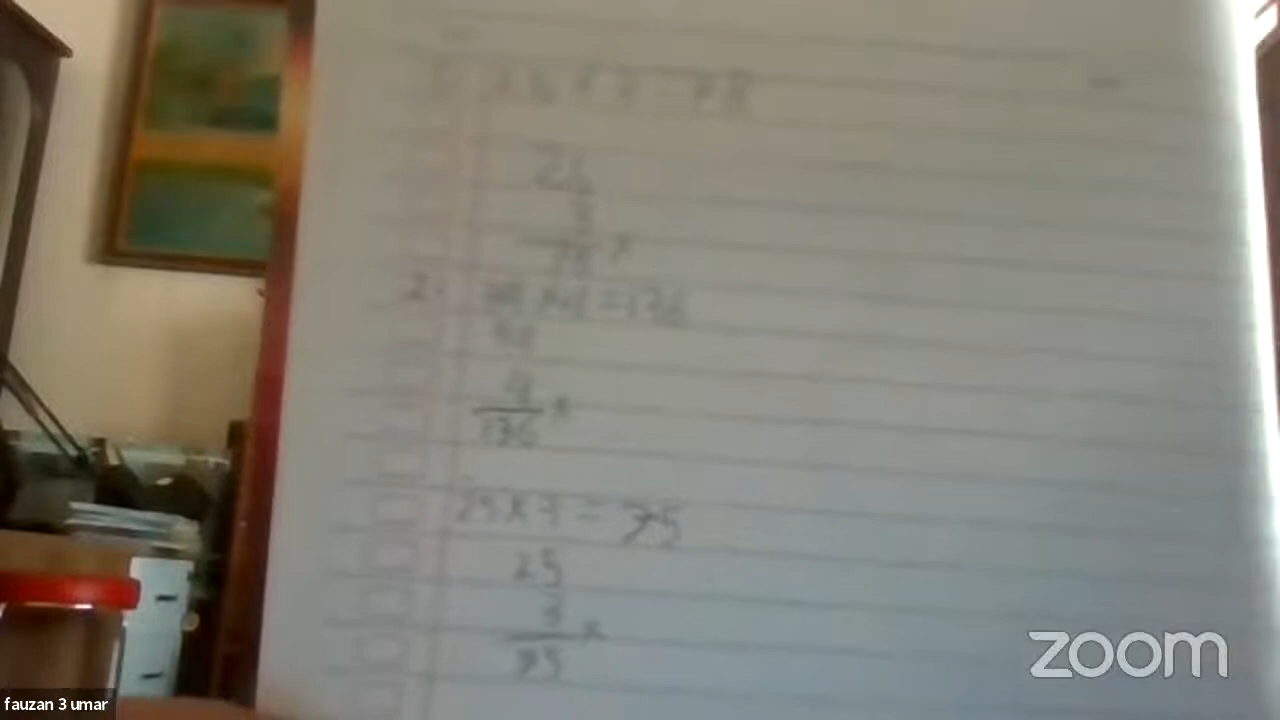 26 × 3 = 78
26
3
78 ×
2. 34 × 4 = 136
34
4
136 ×
25 × 3 = 75
25
3
75 ×
zoom
fauzan 3 umar